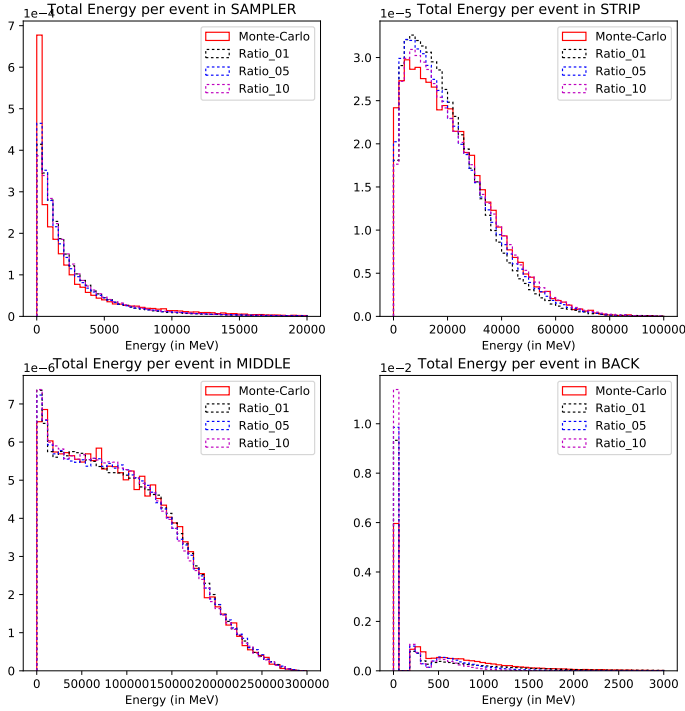 Total Energy per event in SAMPLER
1e−4
7
6
5
4
3
2
1
0
0 5000 10000 15000 20000
Energy (in MeV)
Monte-Carlo
Ratio_01
Ratio_05
Ratio_10
Total Energy per event in STRIP
1e−5
3.0
2.5
2.0
1.5
1.0
0.5
0.0
0 20000 40000 60000 80000 100000
Energy (in MeV)
Monte-Carlo
Ratio_01
Ratio_05
Ratio_10
Total Energy per event in MIDDLE
1e−6
7
6
5
4
3
2
1
0
0 50000 100000 150000 200000 250000 300000
Energy (in MeV)
Monte-Carlo
Ratio_01
Ratio_05
Ratio_10
Total Energy per event in BACK
1e−2
1.0
0.8
0.6
0.4
0.2
0.0
0 500 1000 1500 2000 2500 3000
Energy (in MeV)
Monte-Carlo
Ratio_01
Ratio_05
Ratio_10